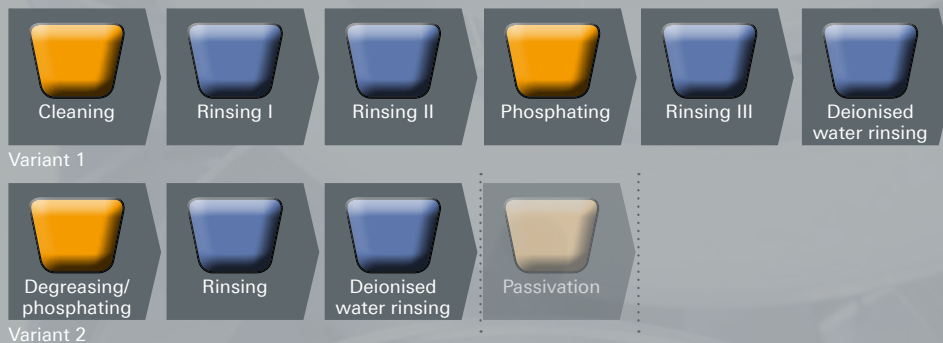 Cleaning
Rinsing I
Rinsing II
Phosphating
Rinsing III
Deionised
water rinsing
Variant 1
Degreasing/
phosphating
Rinsing
Deionised
water rinsing
Passivation
Variant 2